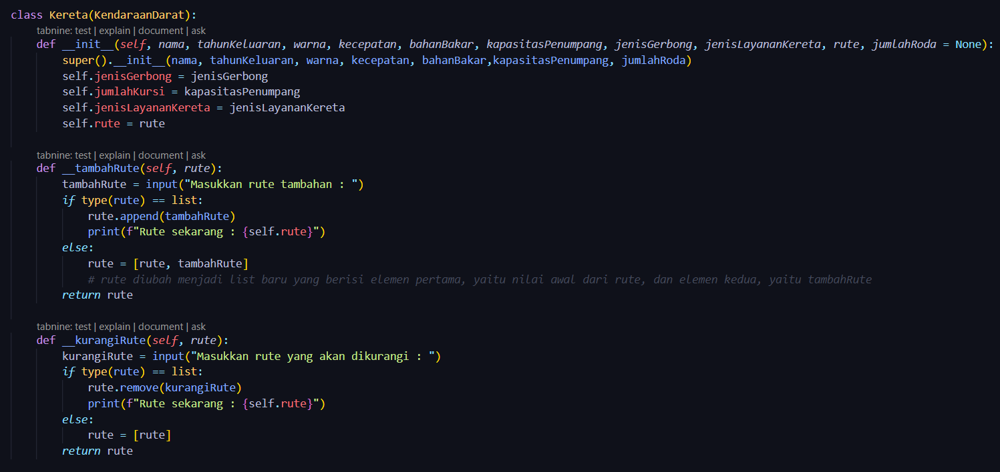 class Kereta(KendaraanDarat):
tabnine: test | explain | document | ask
def __init__(self, nama, tahunKeluaran, warna, kecepatan, bahanBakar, kapasitasPenumpang, jenisGerbong, jenisLayananKereta, rute, jumlahRoda = None):
super().__init__(nama, tahunKeluaran, warna, kecepatan, bahanBakar,kapasitasPenumpang, jumlahRoda)
self.jenisGerbong = jenisGerbong
self.jumlahKursi = kapasitasPenumpang
self.jenisLayananKereta = jenisLayananKereta
self.rute = rute
tabnine: test | explain | document | ask
def __tambahRute(self, rute):
tambahRute = input("Masukkan rute tambahan : ")
if type(rute) == list:
rute.append(tambahRute)
print(f"Rute sekarang : {self.rute}")
else:
rute = [rute, tambahRute]
# rute diubah menjadi list baru yang berisi elemen pertama, yaitu nilai awal dari rute, dan elemen kedua, yaitu tambahRute
return rute
tabnine: test | explain | document | ask
def __kurangiRute(self, rute):
kurangiRute = input("Masukkan rute yang akan dikurangi : ")
if type(rute) == list:
rute.remove(kurangiRute)
print(f"Rute sekarang : {self.rute}")
else:
rute = [rute]
return rute